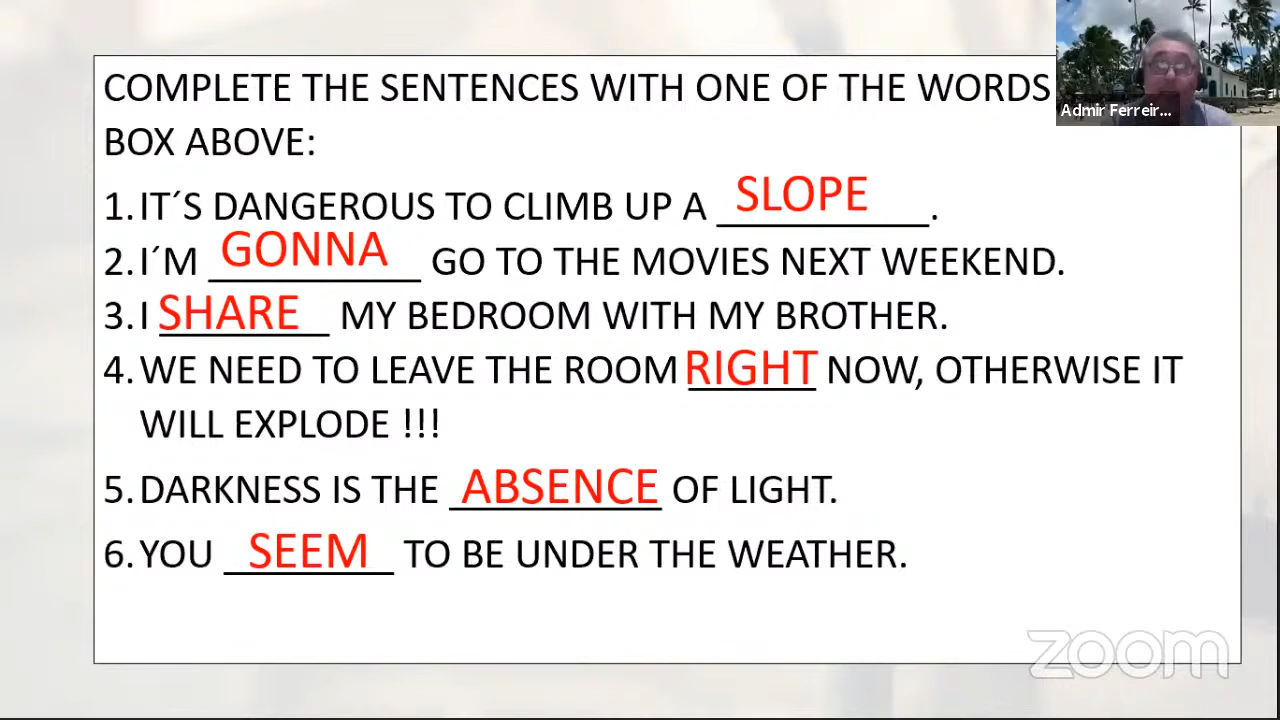 COMPLETE THE SENTENCES WITH ONE OF THE WORDS
BOX ABOVE:
1. IT´S DANGEROUS TO CLIMB UP A SLOPE.
2. I´M GONNA GO TO THE MOVIES NEXT WEEKEND.
3. I SHARE MY BEDROOM WITH MY BROTHER.
4. WE NEED TO LEAVE THE ROOM RIGHT NOW, OTHERWISE IT
WILL EXPLODE !!!
5. DARKNESS IS THE ABSENCE OF LIGHT.
6. YOU SEEM TO BE UNDER THE WEATHER.
Admir Ferreir...
zoom